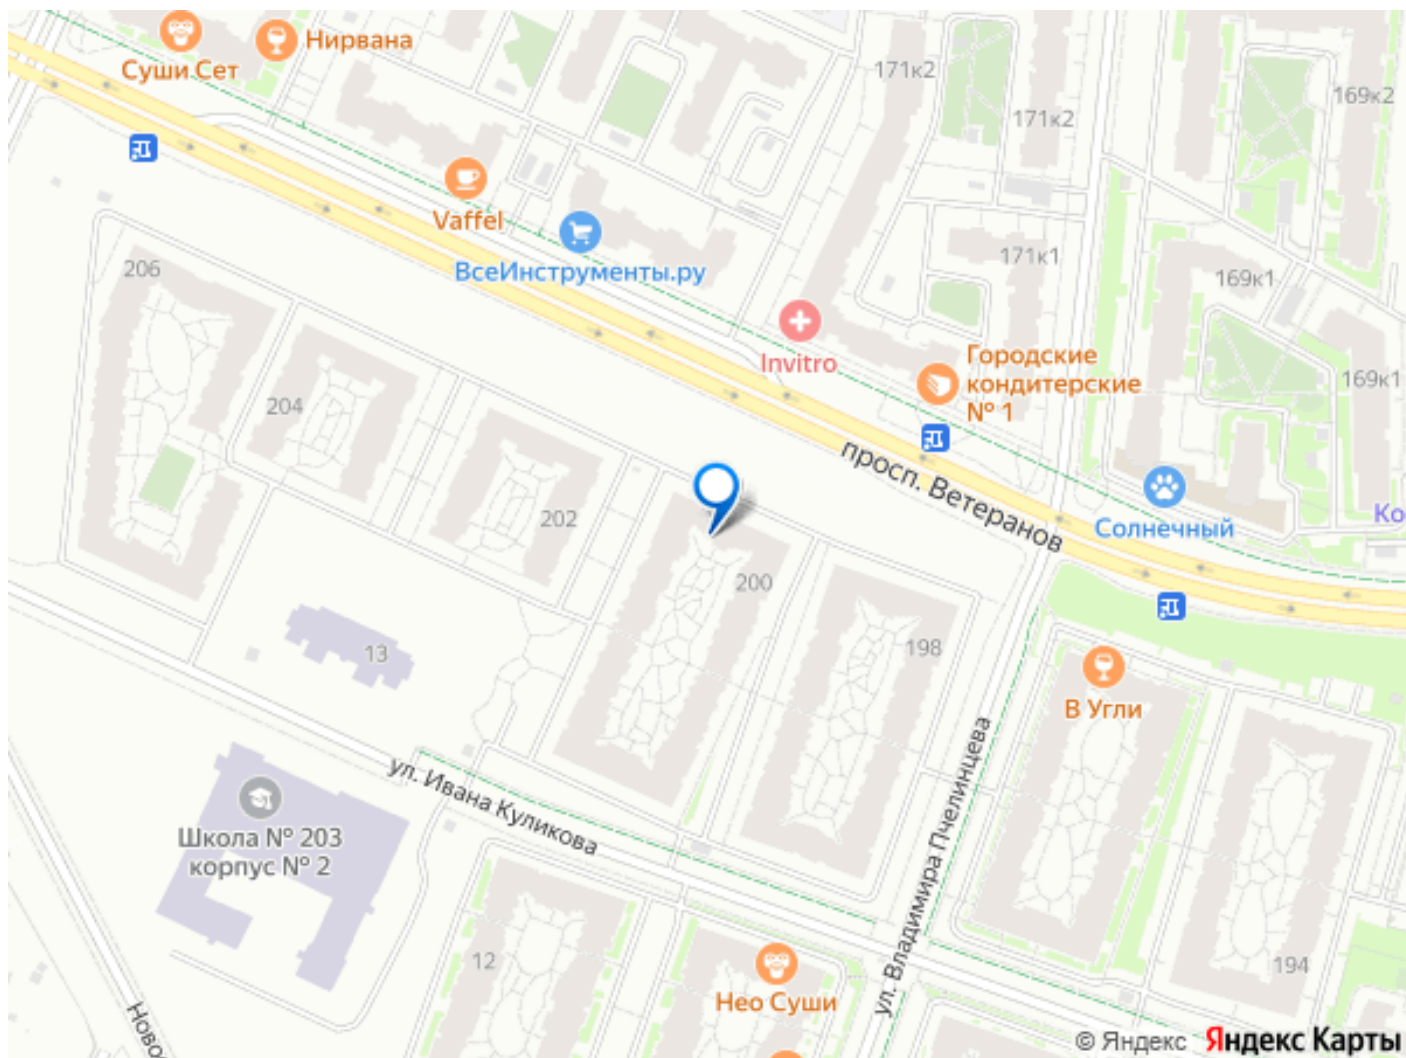 Нирвана
Суши Сет
171к2
169к2
171к2
Vaffel
ВсеИнструменты.ру
206
171к1
169к1
Invitro
Городские
кондитерские
№ 1
169к1
204
просп. Ветеранов
202
Солнечный
Ко
200
198
13
В Угли
ул. Ивана Куликова
ул. Владимира Пчелинцева
Школа № 203
корпус № 2
12
194
Нео Суши
Ново
© Яндекс Яндекс Карты